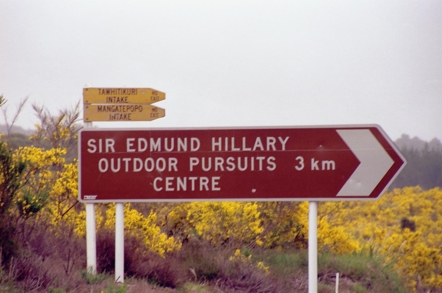 TAWHITIKURI
INTAKE
MANGATEPOPO
INTAKE
SIR EDMUND HILLARY
OUTDOOR PURSUITS 3 km
CENTRE